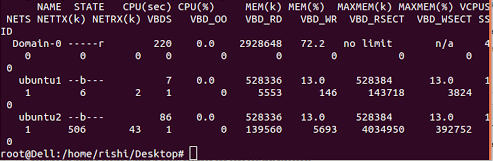 NAME STATE CPU(sec) CPU(%) MEM(k) MEM(%) MAXMEM(k) MAXMEM(%) VCPUS
NETS NETTX(k) NETRX(k) VBDS VBD_OO VBD_RD VBD_WR VBD_RSECT VBD_WSECT SS
ID
Domain-0 -----r 220 0.0 2928648 72.2 no limit n/a 4
0 0 0 0 0 0 0 0 0
0
ubuntu1 --b--- 7 0.0 528336 13.0 528384 13.0 1
1 6 2 1 0 5553 146 143718 3824
0
ubuntu2 --b--- 86 0.0 528336 13.0 528384 13.0 1
1 506 43 1 0 139560 5693 4034950 392752
0
root@Dell:/home/rishi/Desktop#